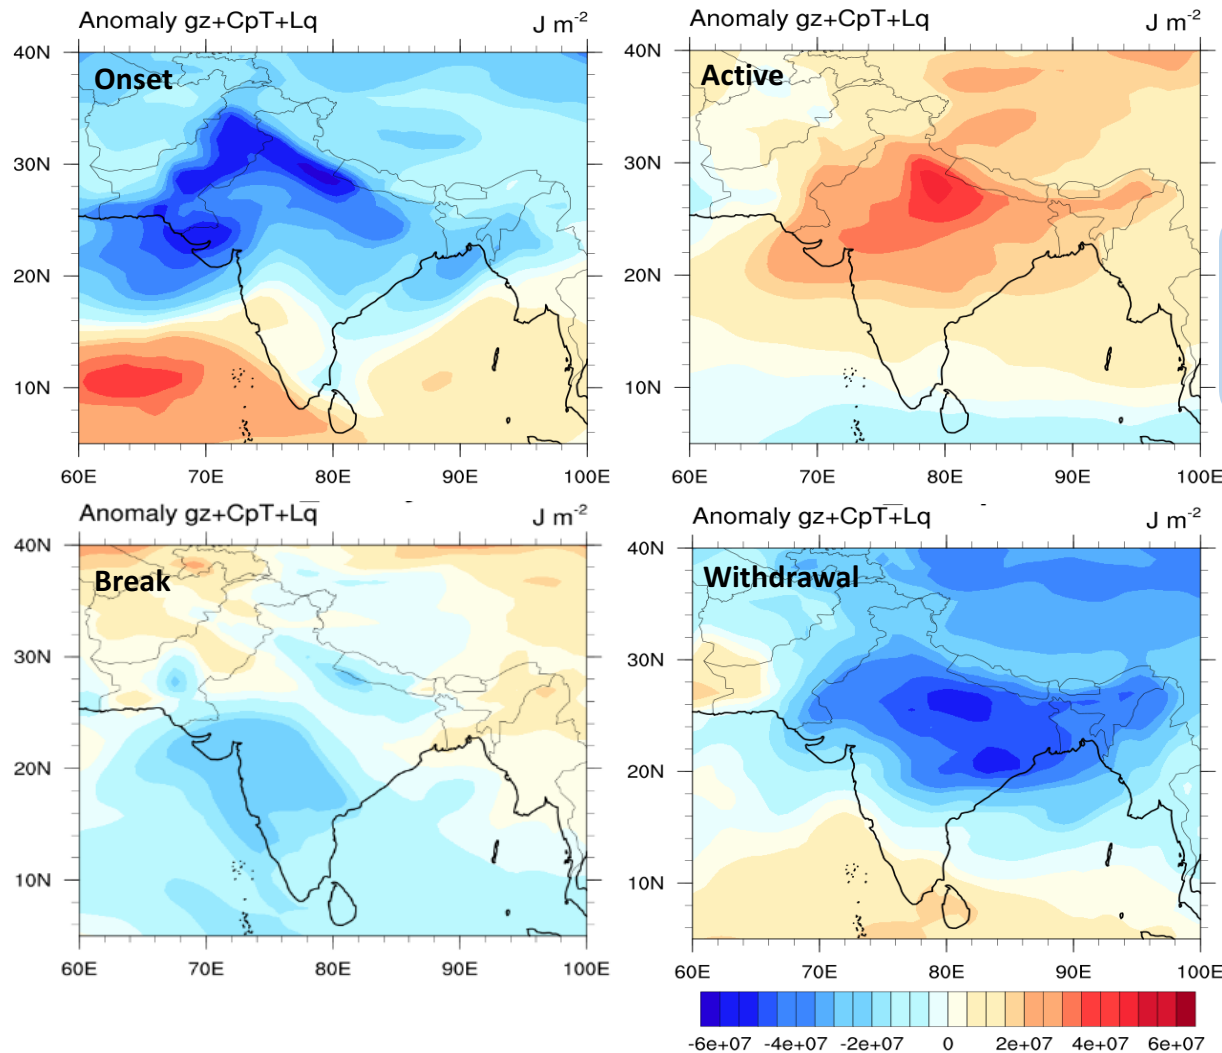 Anomaly gz+CpT+Lq J m-2
Onset
40N
30N
20N
10N
60E 70E 80E 90E 100E
Anomaly gz+CpT+Lq J m-2
Active
40N
30N
20N
10N
60E 70E 80E 90E 100E
Anomaly gz+CpT+Lq J m-2
Break
40N
30N
20N
10N
60E 70E 80E 90E 100E
Anomaly gz+CpT+Lq J m-2
Withdrawal
40N
30N
20N
10N
60E 70E 80E 90E 100E
-6e+07 -4e+07 -2e+07 0 2e+07 4e+07 6e+07